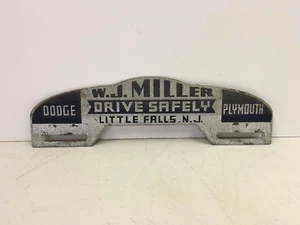 W.J. MILLER
DODGE DRIVE SAFELY PLYMOUTH
LITTLE FALLS, N.J.